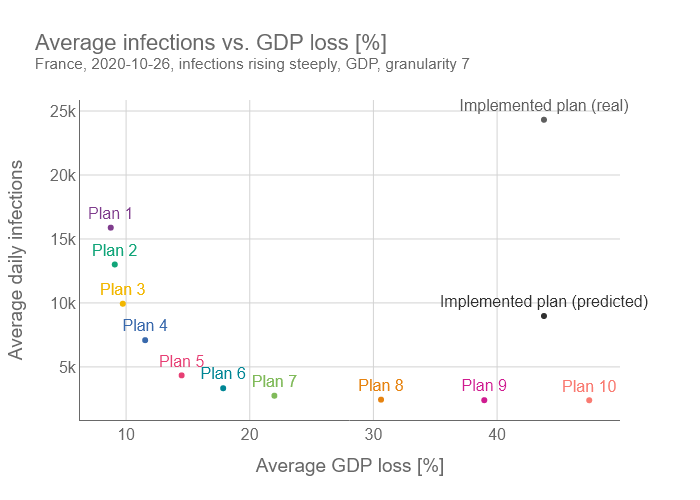 Average infections vs. GDP loss [%]
France, 2020-10-26, infections rising steeply, GDP, granularity 7
25k
Implemented plan (real)
20k
Plan 1
15k
Plan 2
Plan 3
10k
Implemented plan (predicted)
Plan 4
5k
Plan 5
Plan 6
Plan 7
Plan 8
Plan 9
Plan 10
10
20
30
40
Average GDP loss [%]
Average daily infections